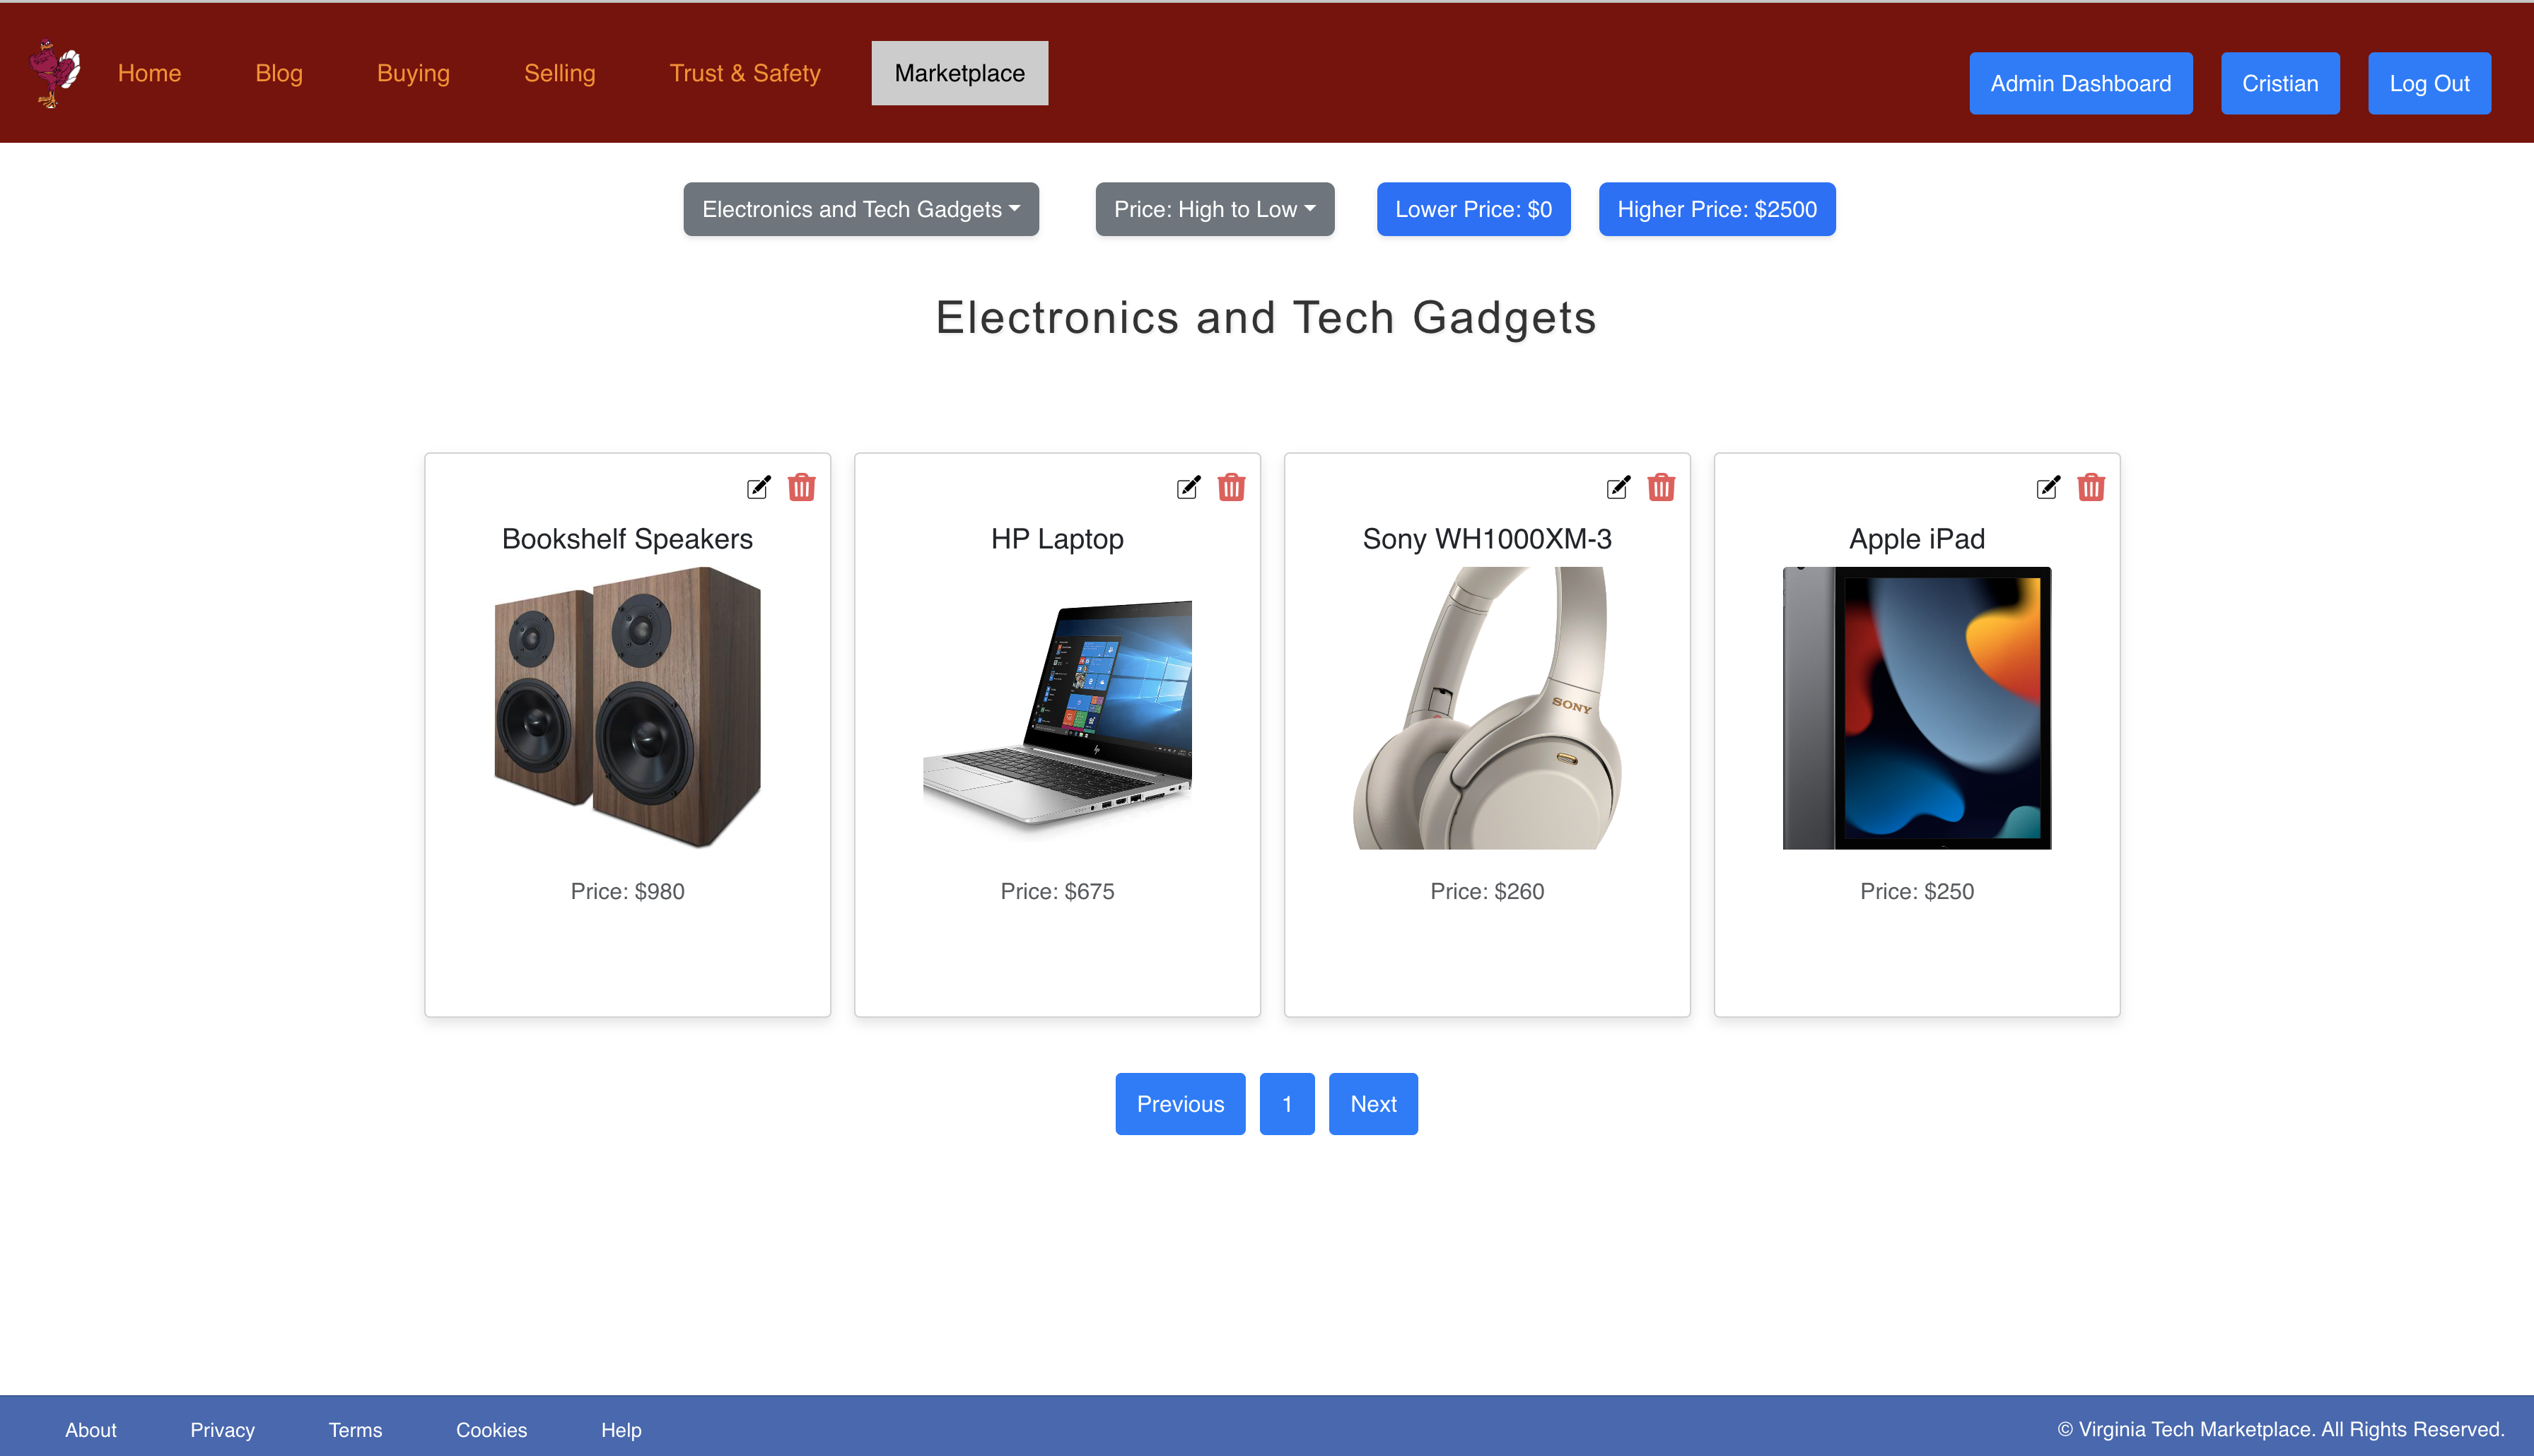 Home Blog Buying Selling Trust & Safety Marketplace Admin Dashboard Cristian Log Out
Electronics and Tech Gadgets Price: High to Low Lower Price: $0 Higher Price: $2500
Electronics and Tech Gadgets
Bookshelf Speakers HP Laptop Sony WH1000XM-3 Apple iPad
SONY
Price: $980 Price: $675 Price: $260 Price: $250
Previous 1 Next
About Privacy Terms Cookies Help © Virginia Tech Marketplace. All Rights Reserved.